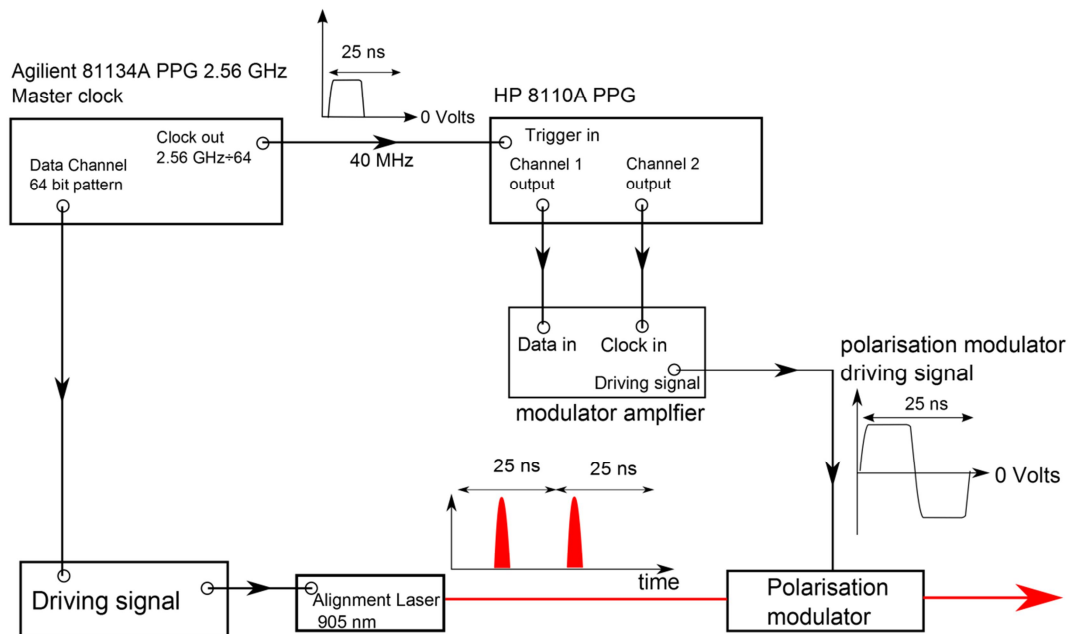 25 ns
0 Volts
Agilent 81134A PPG 2.56 GHz
Master clock
Clock out
2.56 GHz÷64
Data Channel
64 bit pattern
40 MHz
HP 8110A PPG
Trigger in
Channel 1
output
Channel 2
output
Data in
Clock in
Driving signal
modulator amplfier
polarisation modulator
driving signal
25 ns
0 Volts
25 ns
25 ns
time
Driving signal
Alignment Laser
905 nm
Polarisation
modulator